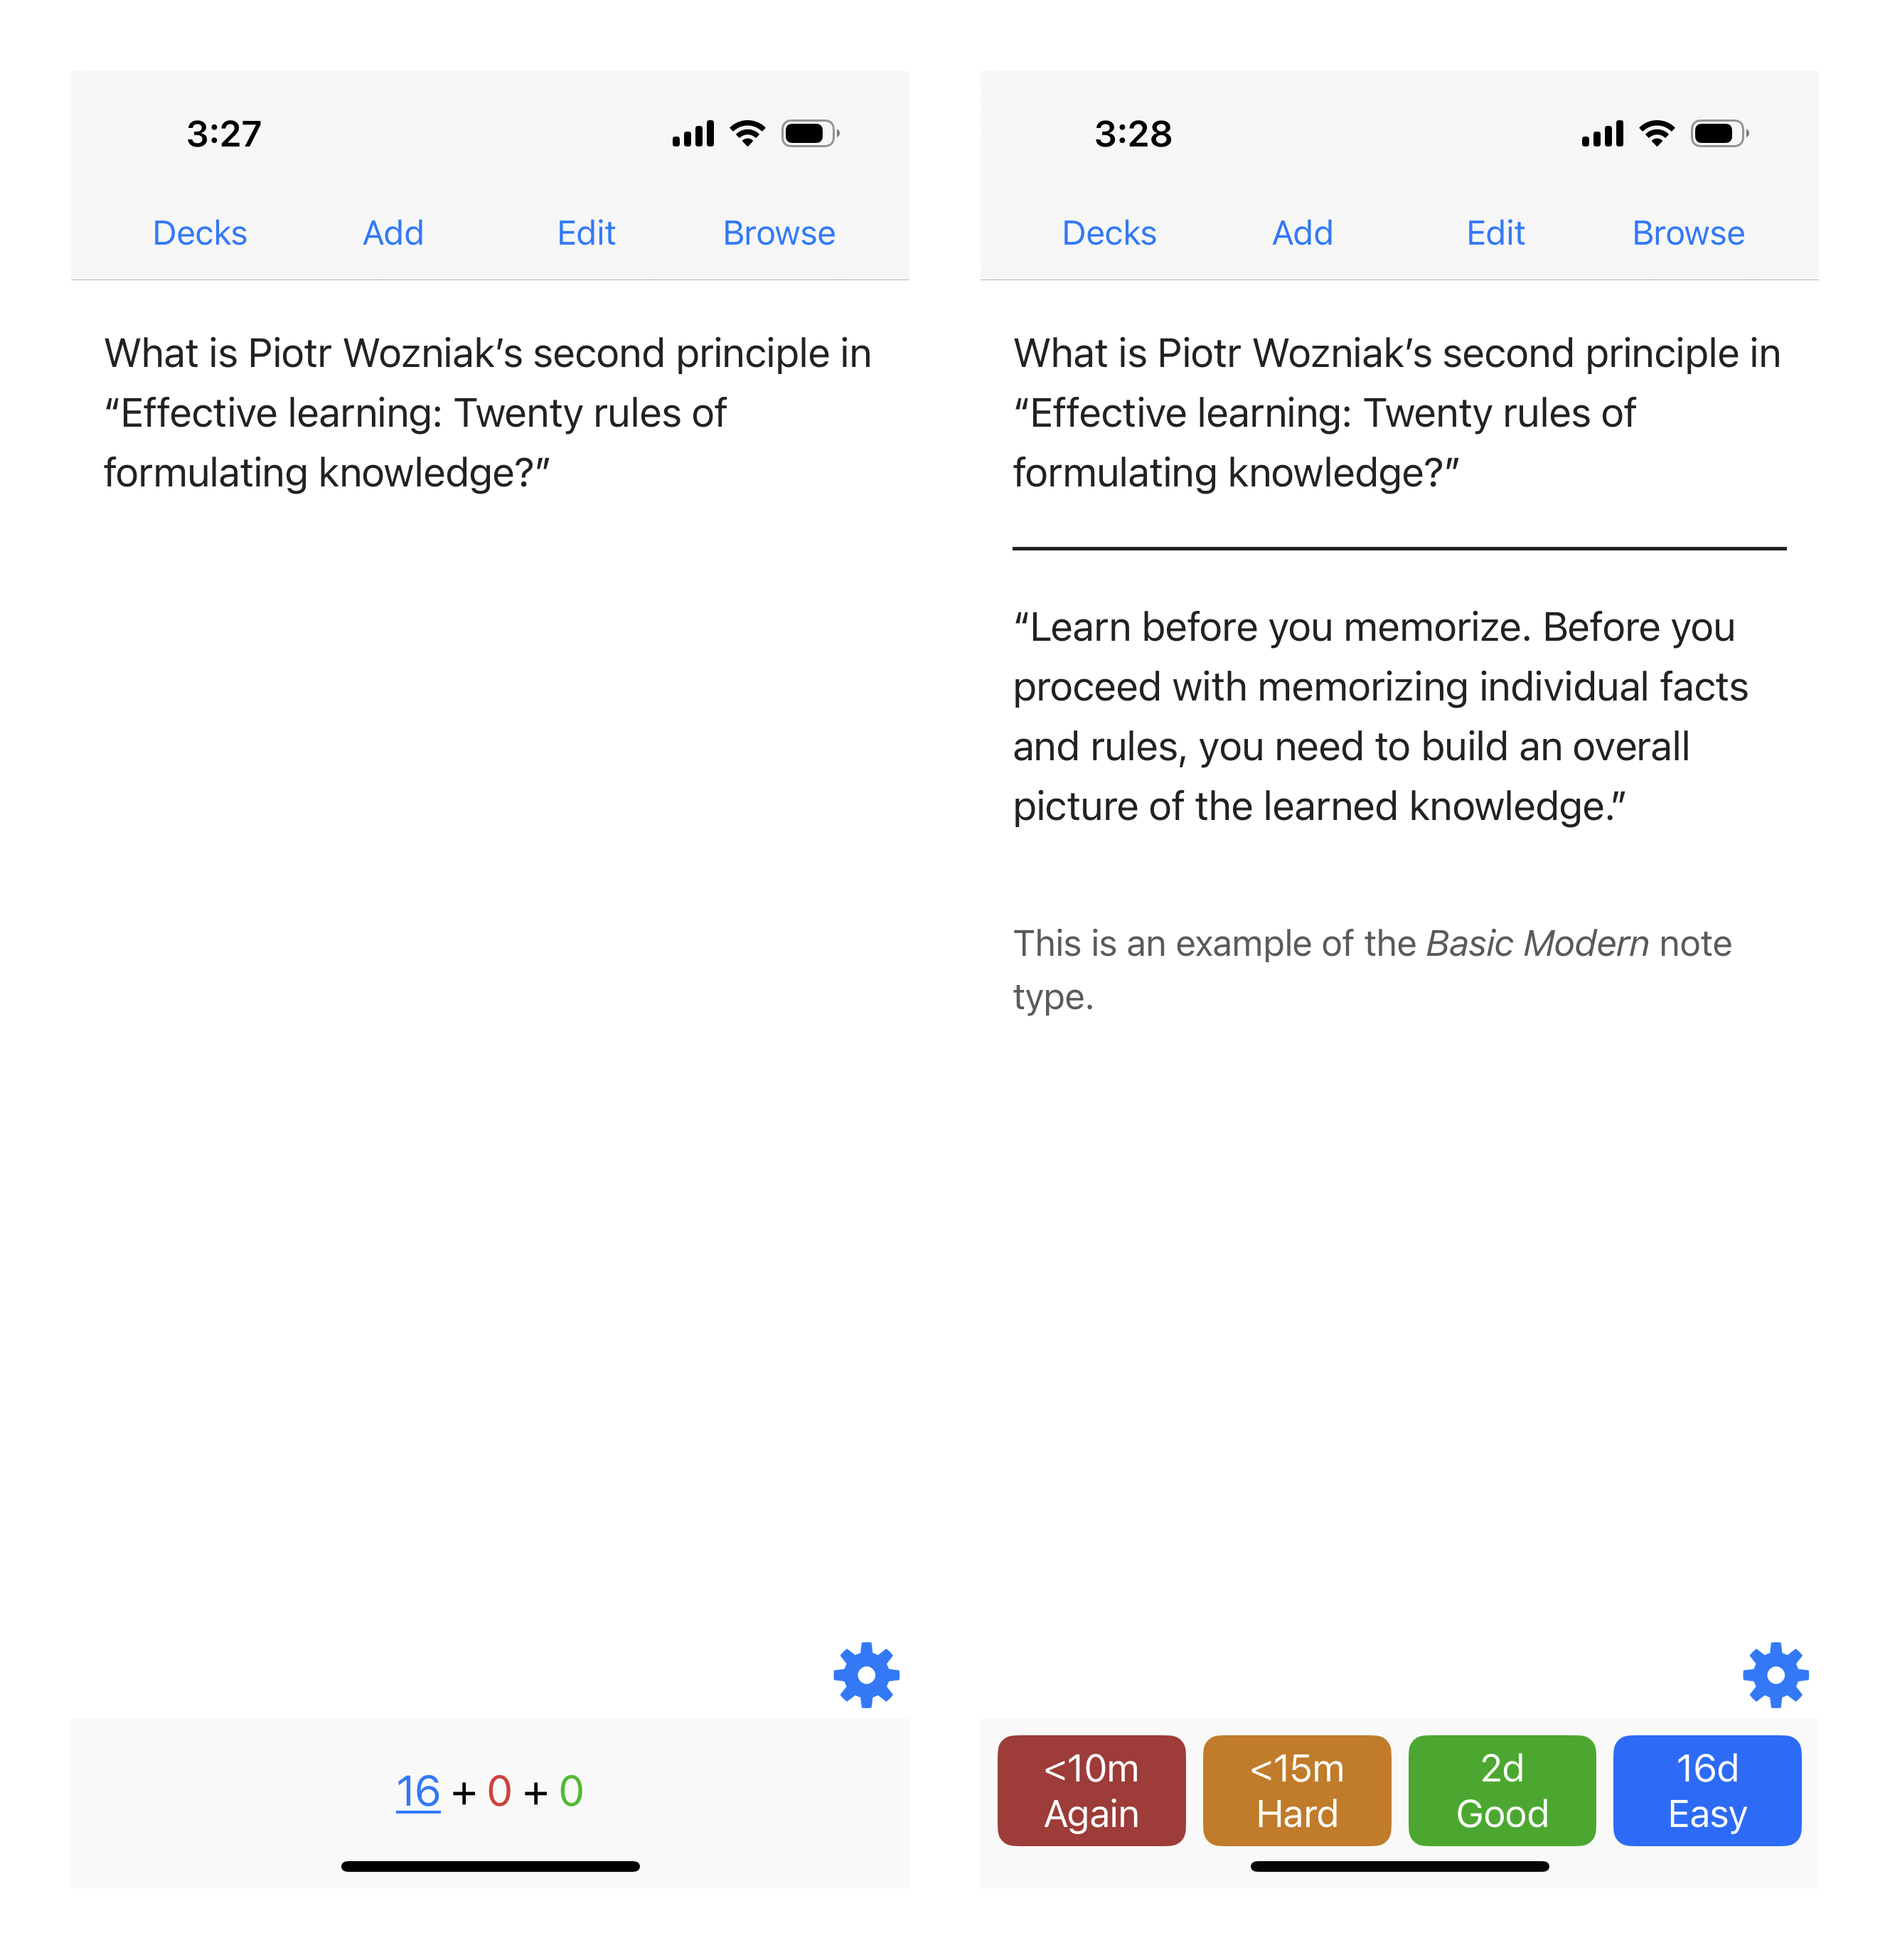 3:27
Decks Add Edit Browse
What is Piotr Wozniak’s second principle in
“Effective learning: Twenty rules of
formulating knowledge?”
16 + 0 + 0
3:28
Decks Add Edit Browse
What is Piotr Wozniak’s second principle in
“Effective learning: Twenty rules of
formulating knowledge?”
“Learn before you memorize. Before you
proceed with memorizing individual facts
and rules, you need to build an overall
picture of the learned knowledge.”
This is an example of the Basic Modern note
type.
<10m <15m 2d 16d
Again Hard Good Easy